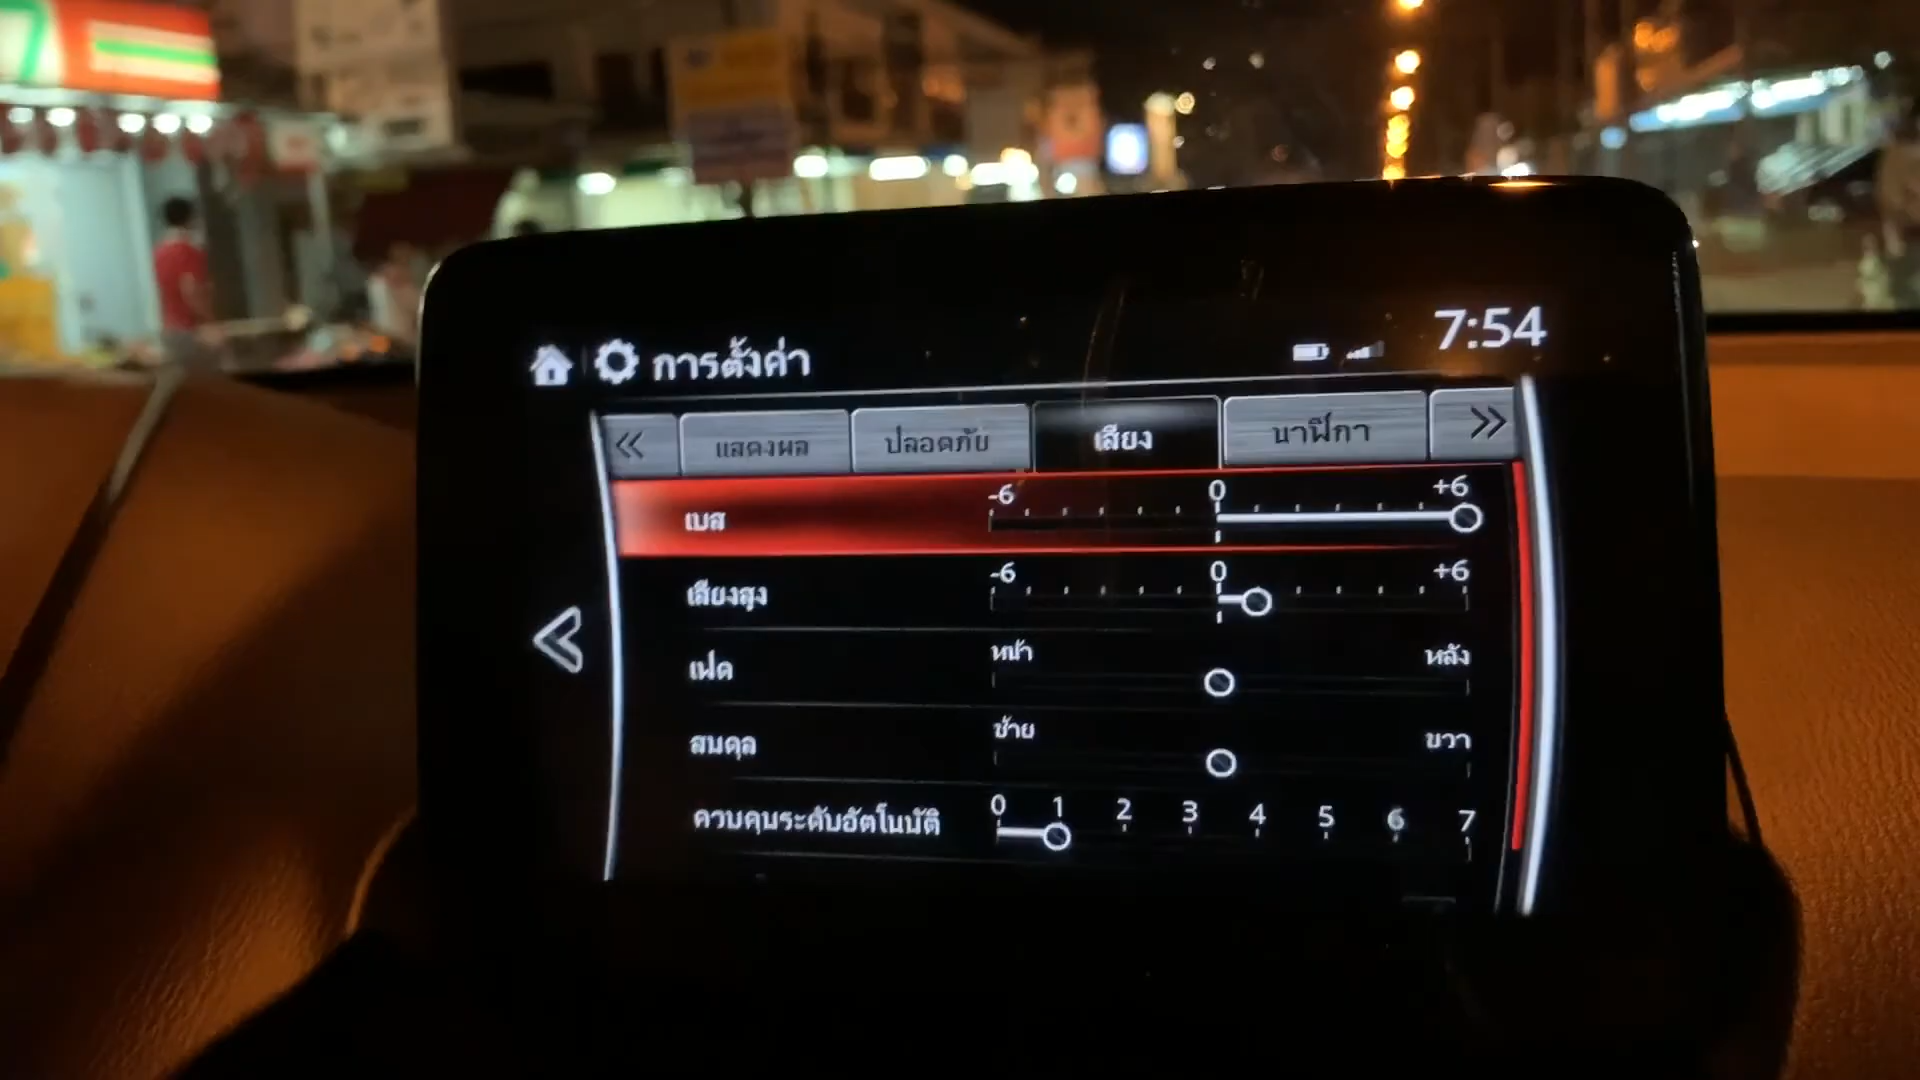 7
การตั้งค่า 7:54
« แสดงผล ปลอดภัย เสียง นาฬิกา »
เบส -6 0 +6
เสียงสูง -6 0 +6
เฟด หน้า หลัง
สมดุล ซ้าย ขวา
ควบคุมระดับอัตโนมัติ 0 1 2 3 4 5 6 7